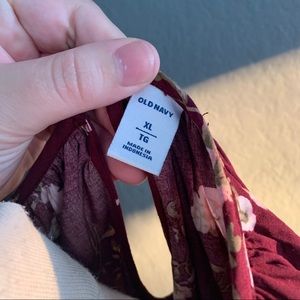 OLD NAVY
XL
TG
MADE IN
INDONESIA